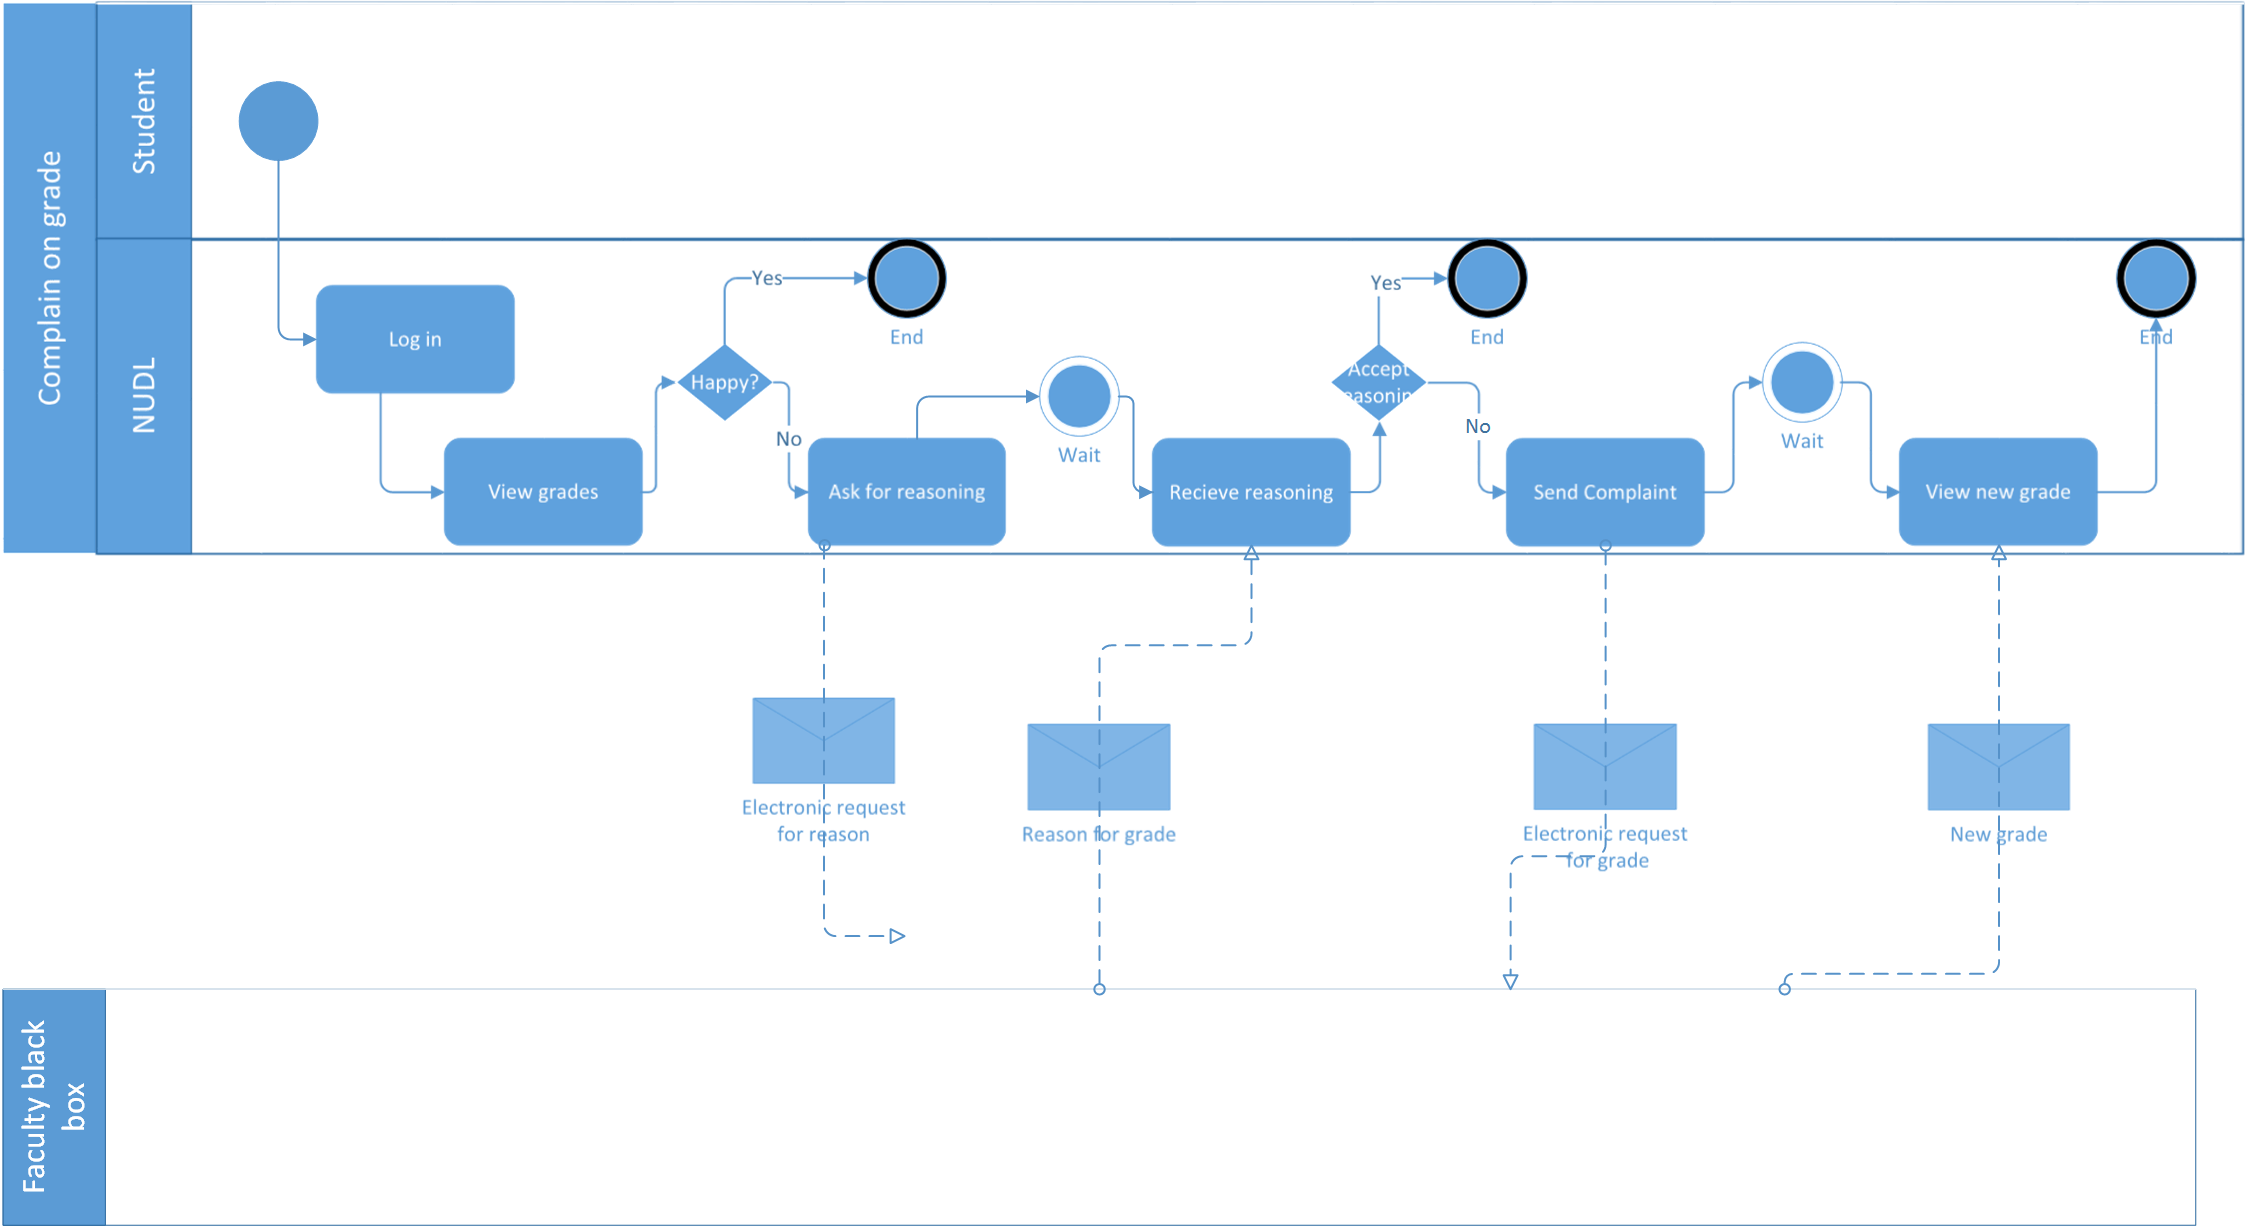 Complain on grade
Student
NUDL
Yes
End
Yes
End
End
Log in
Happy?
Accept
No
Wait
No
Wait
View grades
Ask for reasoning
Recieve reasoning
Send Complaint
View new grade
Electronic request
for reason
Reason for grade
Electronic request
for grade
New grade
Faculty black
box